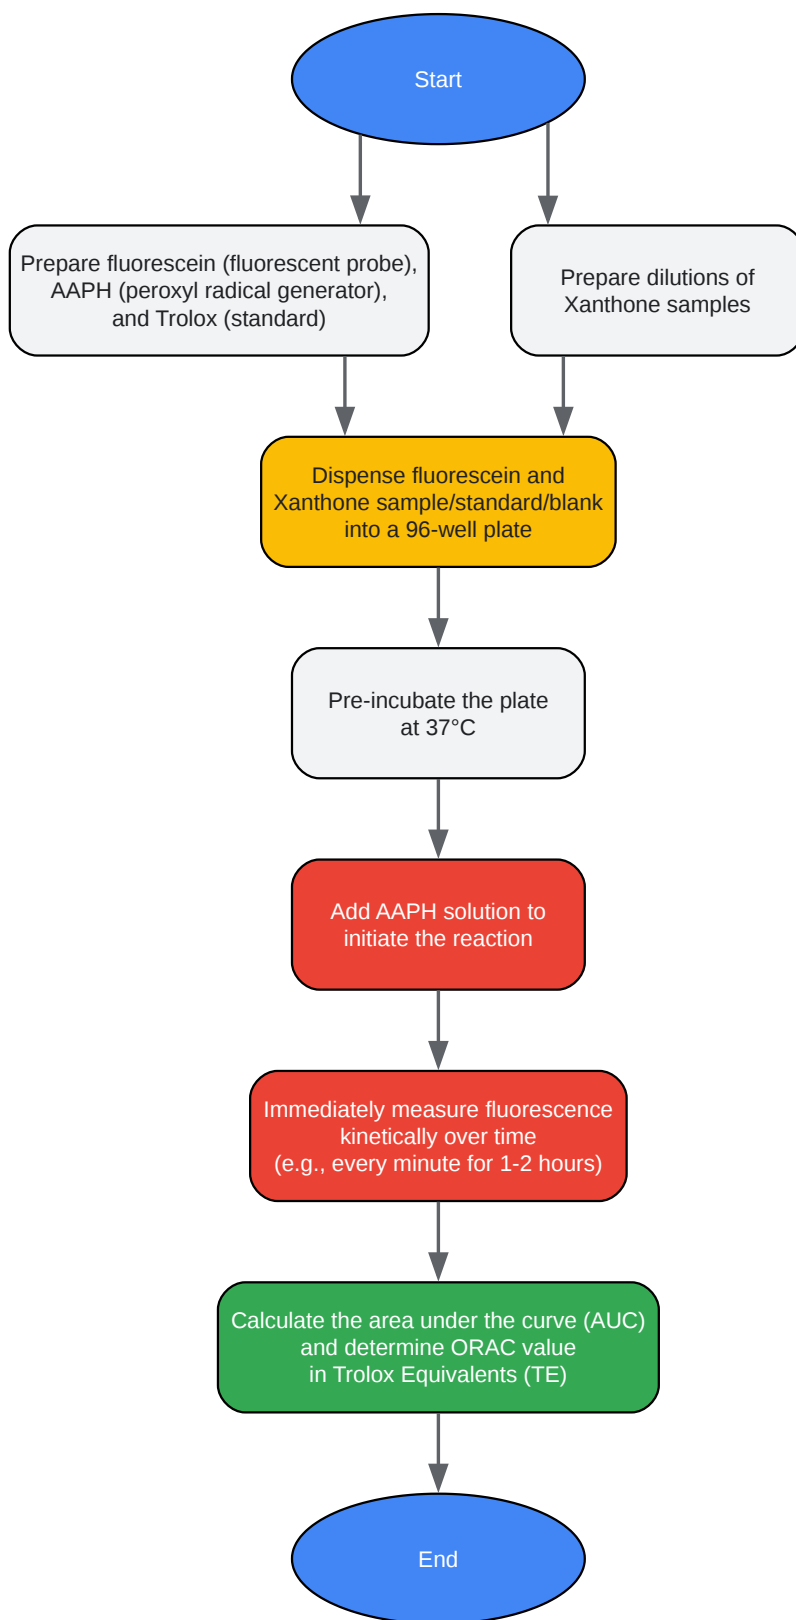 Start
Prepare fluorescein (fluorescent probe),
AAPH (peroxyl radical generator),
and Trolox (standard)
Prepare dilutions of
Xanthone samples
Dispense fluorescein and
Xanthone sample/standard/blank
into a 96-well plate
Pre-incubate the plate
at 37°C
Add AAPH solution to
initiate the reaction
Immediately measure fluorescence
kinetically over time
(e.g., every minute for 1-2 hours)
Calculate the area under the curve (AUC)
and determine ORAC value
in Trolox Equivalents (TE)
End